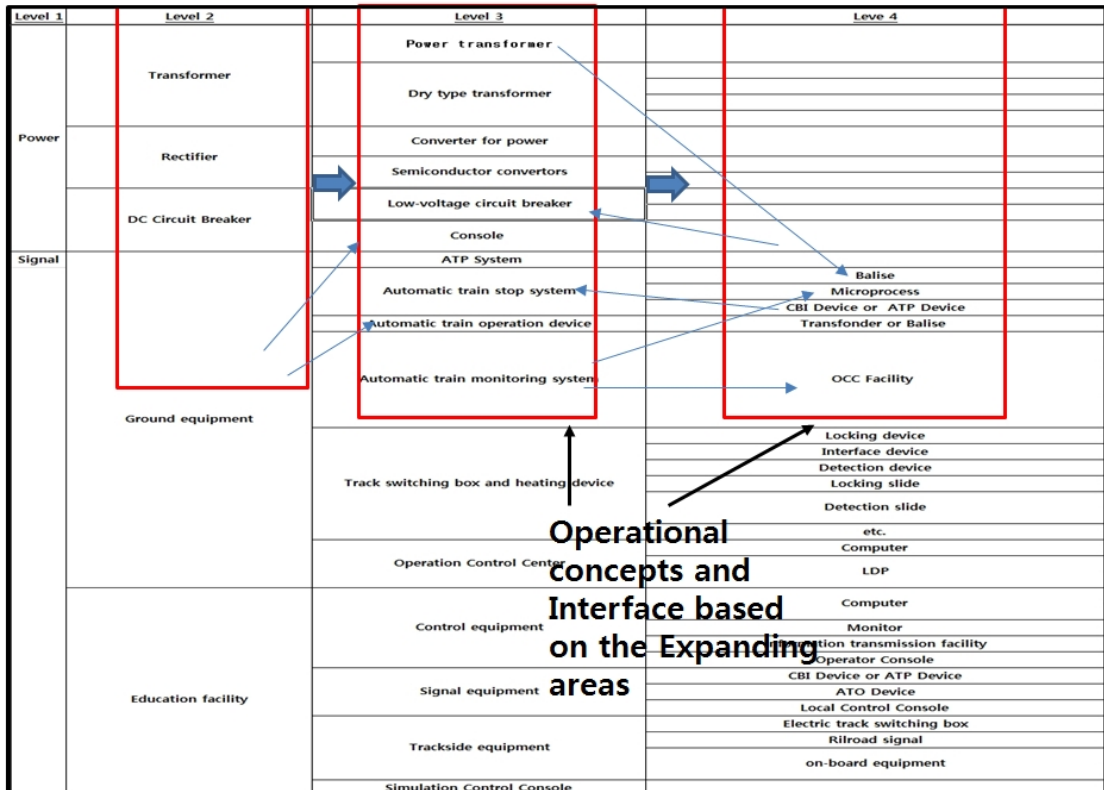 Level 1 Level 2 Level 3 Leve 4
Power transformer
Transformer
Dry type transformer
Power
Converter for power
Rectifier
Semiconductor convertors
Low-voltage circuit breaker
DC Circuit Breaker
Console
Signal ATP System
Balise
Automatic train stop system Microprocess
CBI Device or ATP Device
Automatic train operation device Transfonder or Balise
Automatic train monitoring system OCC Facility
Ground equipment
Locking device
Interface device
Detection device
Track switching box and heating device Locking slide
Detection slide
etc.
Operation Control Center Computer
LDP
Operational
concepts and
Interface based
on the Expanding
areas
Control equipment Computer
Monitor
Information transmission facility
Operator Console
Education facility
Signal equipment CBI Device or ATP Device
ATO Device
Local Control Console
Trackside equipment Electric track switching box
Rilroad signal
on-board equipment
Simulation Control Console